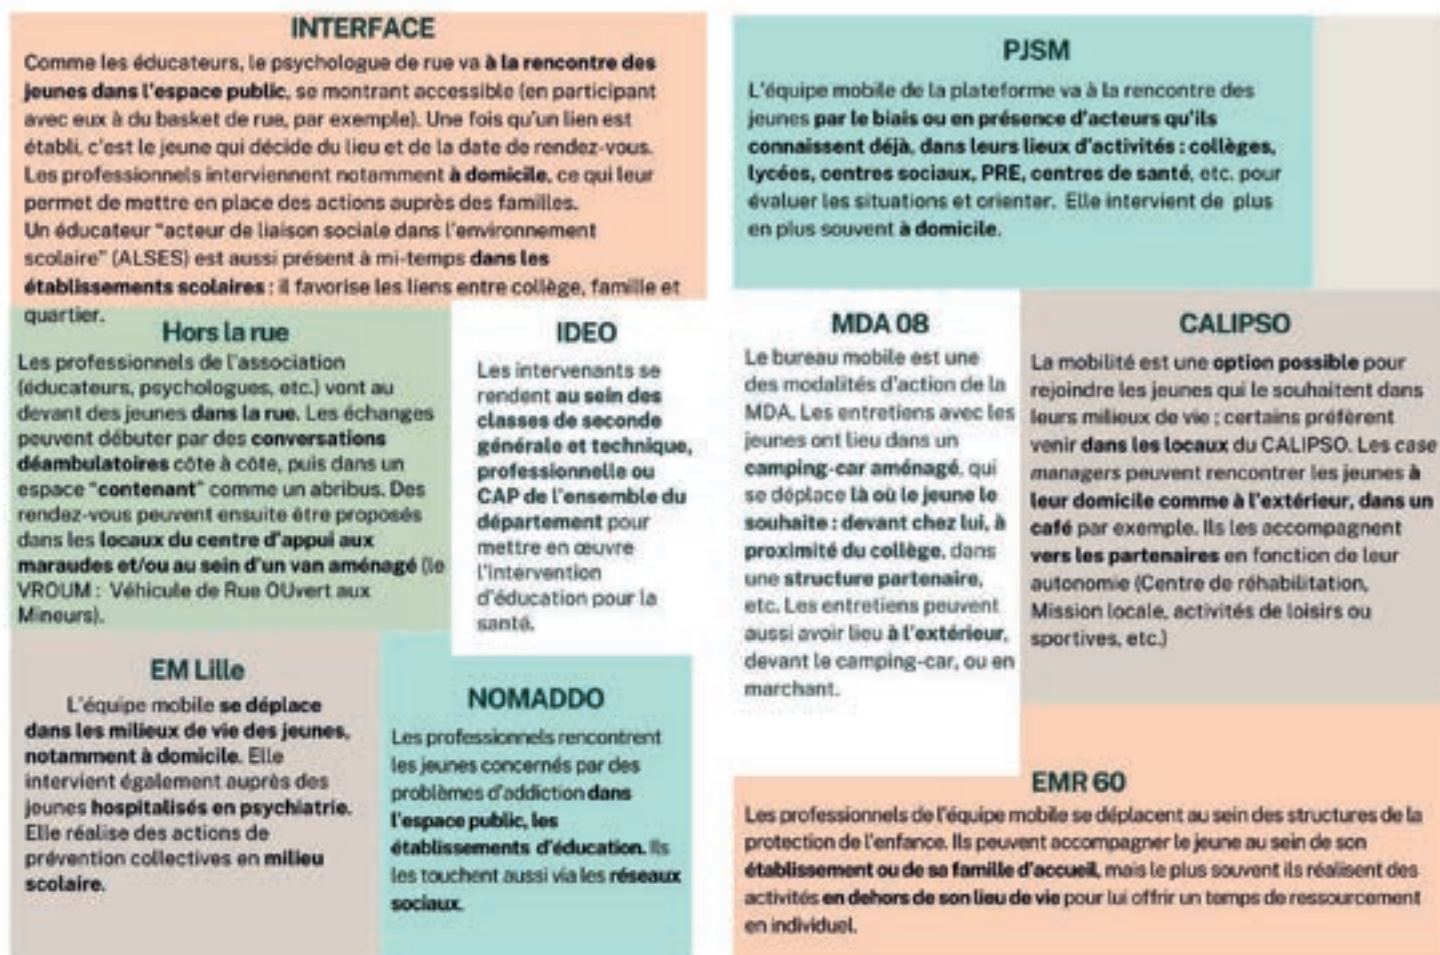 INTERFACE
Comme les éducateurs, le psychologue de rue va à la rencontre des
jeunes dans l'espace public, se montrant accessible (en participant
avec eux à du basket de rue, par exemple). Une fois qu'un lien est
établi, c'est le jeune qui décide du lieu et de la date de rendez-vous.
Les professionnels interviennent notamment à domicile, ce qui leur
permet de mettre en place des actions auprès des familles.
Un éducateur "acteur de liaison sociale dans l'environnement
scolaire" (ALSES) est aussi présent à mi-temps dans les
établissements scolaires : il favorise les liens entre collège, famille et
quartier.
Hors la rue
Les professionnels de l'association
(éducateurs, psychologues, etc.) vont au
devant des jeunes dans la rue. Les échanges
peuvent débuter par des conversations
déambulatoires côte à côte, puis dans un
espace "contenant" comme un abribus. Des
rendez-vous peuvent ensuite être proposés
dans les locaux du centre d'appui aux
maraudes et/ou au sein d'un van aménagé (le
VROUM : Véhicule de Rue OUvert aux
Mineurs).
IDEO
Les intervenants se
rendent au sein des
classes de seconde
générale et technique,
professionnelle ou
CAP de l'ensemble du
département pour
mettre en œuvre
l'intervention
d'éducation pour la
santé.
EM Lille
L'équipe mobile se déplace
dans les milieux de vie des jeunes,
notamment à domicile. Elle
intervient également auprès des
jeunes hospitalisés en psychiatrie.
Elle réalise des actions de
prévention collectives en milieu
scolaire.
NOMADDO
Les professionnels rencontrent
les jeunes concernés par des
problèmes d'addiction dans
l'espace public, les
établissements d'éducation. Ils
les touchent aussi via les réseaux
sociaux.
PJSM
L'équipe mobile de la plateforme va à la rencontre des
jeunes par le biais ou en présence d'acteurs qu'ils
connaissent déjà, dans leurs lieux d'activités : collèges,
lycées, centres sociaux, PRE, centres de santé, etc. pour
évaluer les situations et orienter. Elle intervient de plus
en plus souvent à domicile.
MDA 08
Le bureau mobile est une
des modalités d'action de la
MDA. Les entretiens avec les
jeunes ont lieu dans un
camping-car aménagé, qui
se déplace là où le jeune le
souhaite : devant chez lui, à
proximité du collège, dans
une structure partenaire,
etc. Les entretiens peuvent
aussi avoir lieu à l'extérieur,
devant le camping-car, ou en
marchant.
CALIPSO
La mobilité est une option possible pour
rejoindre les jeunes qui le souhaitent dans
leurs milieux de vie ; certains préfèrent
venir dans les locaux du CALIPSO. Les case
managers peuvent rencontrer les jeunes à
leur domicile comme à l'extérieur, dans un
café par exemple. Ils les accompagnent
vers les partenaires en fonction de leur
autonomie (Centre de réhabilitation,
Mission locale, activités de loisirs ou
sportives, etc.)
EMR 60
Les professionnels de l'équipe mobile se déplacent au sein des structures de la
protection de l'enfance. Ils peuvent accompagner le jeune au sein de son
établissement ou de sa famille d'accueil, mais le plus souvent ils réalisent des
activités en dehors de son lieu de vie pour lui offrir un temps de ressourcement
en individuel.